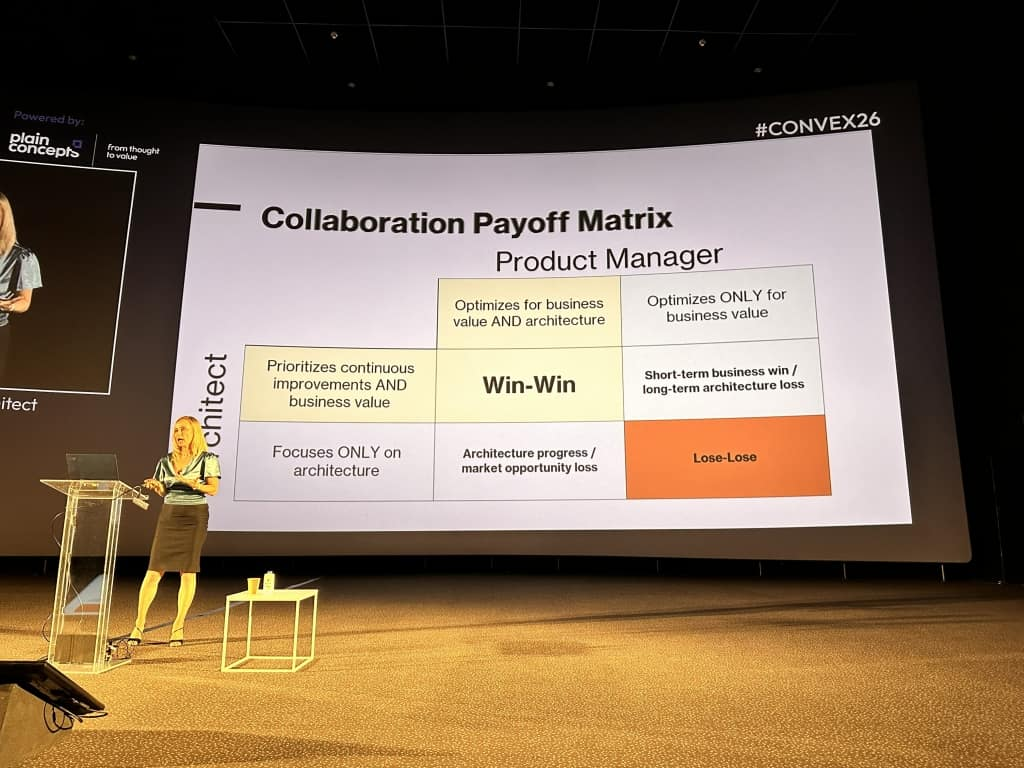 Powered by:
plain
concepts
from thought
to value
#CONVEX26
Collaboration Payoff Matrix
Product Manager
Optimizes for business
value AND architecture
Optimizes ONLY for
business value
chitect
Prioritizes continuous
improvements AND
business value
Win-Win
Short-term business win /
long-term architecture loss
Focuses ONLY on
architecture
Architecture progress /
market opportunity loss
Lose-Lose
itect